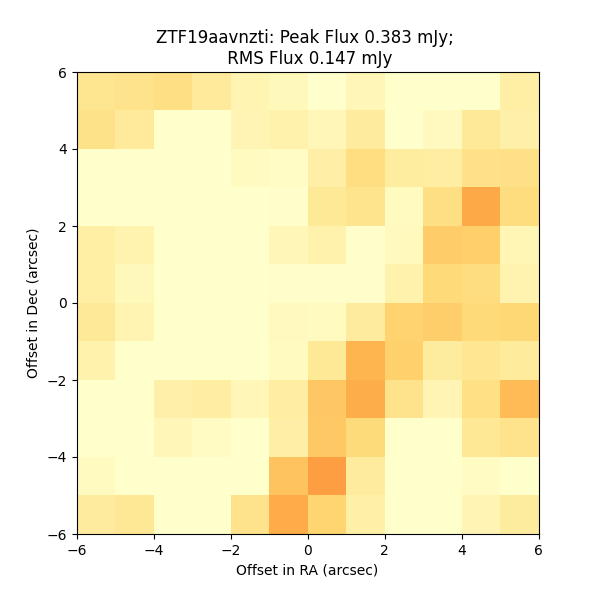 ZTF19aavnzti: Peak Flux 0.383 mJy;
RMS Flux 0.147 mJy
6
4
2
0
−2
−4
−6
Offset in Dec (arcsec)
−6 −4 −2 0 2 4 6
Offset in RA (arcsec)